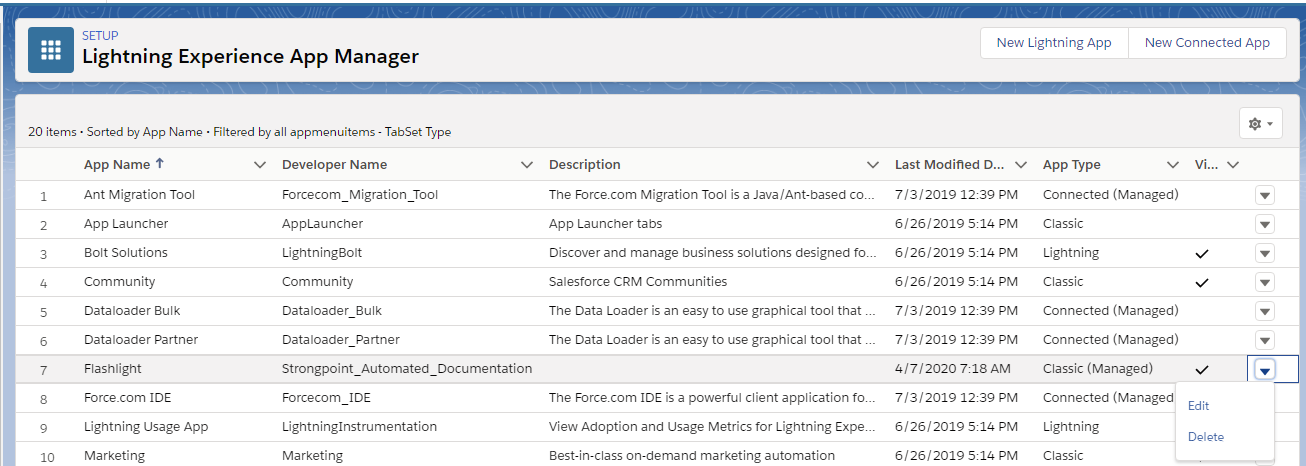 SETUP
Lightning Experience App Manager
New Lightning App New Connected App
20 items • Sorted by App Name • Filtered by all appmenuitems - TabSet Type
App Name ↑ Developer Name Description Last Modified D... App Type Vi...
1 Ant Migration Tool Forcecom_Migration_Tool The Force.com Migration Tool is a Java/Ant-based co... 7/3/2019 12:39 PM Connected (Managed)
2 App Launcher AppLauncher App Launcher tabs 6/26/2019 5:14 PM Classic
3 Bolt Solutions LightningBolt Discover and manage business solutions designed fo... 6/26/2019 5:14 PM Lightning
4 Community Community Salesforce CRM Communities 6/26/2019 5:14 PM Classic
5 Dataloader Bulk Dataloader_Bulk The Data Loader is an easy to use graphical tool that ... 7/3/2019 12:39 PM Connected (Managed)
6 Dataloader Partner Dataloader_Partner The Data Loader is an easy to use graphical tool that ... 7/3/2019 12:39 PM Connected (Managed)
7 Flashlight Strongpoint_Automated_Documentation 4/7/2020 7:18 AM Classic (Managed)
8 Force.com IDE Forcecom_IDE The Force.com IDE is a powerful client application fo... 7/3/2019 12:39 PM Connected (Managed
Edit
9 Lightning Usage App LightningInstrumentation View Adoption and Usage Metrics for Lightning Expe... 6/26/2019 5:14 PM Lightning
Delete
10 Marketing Marketing Best-in-class on-demand marketing automation 6/26/2019 5:14 PM Classic